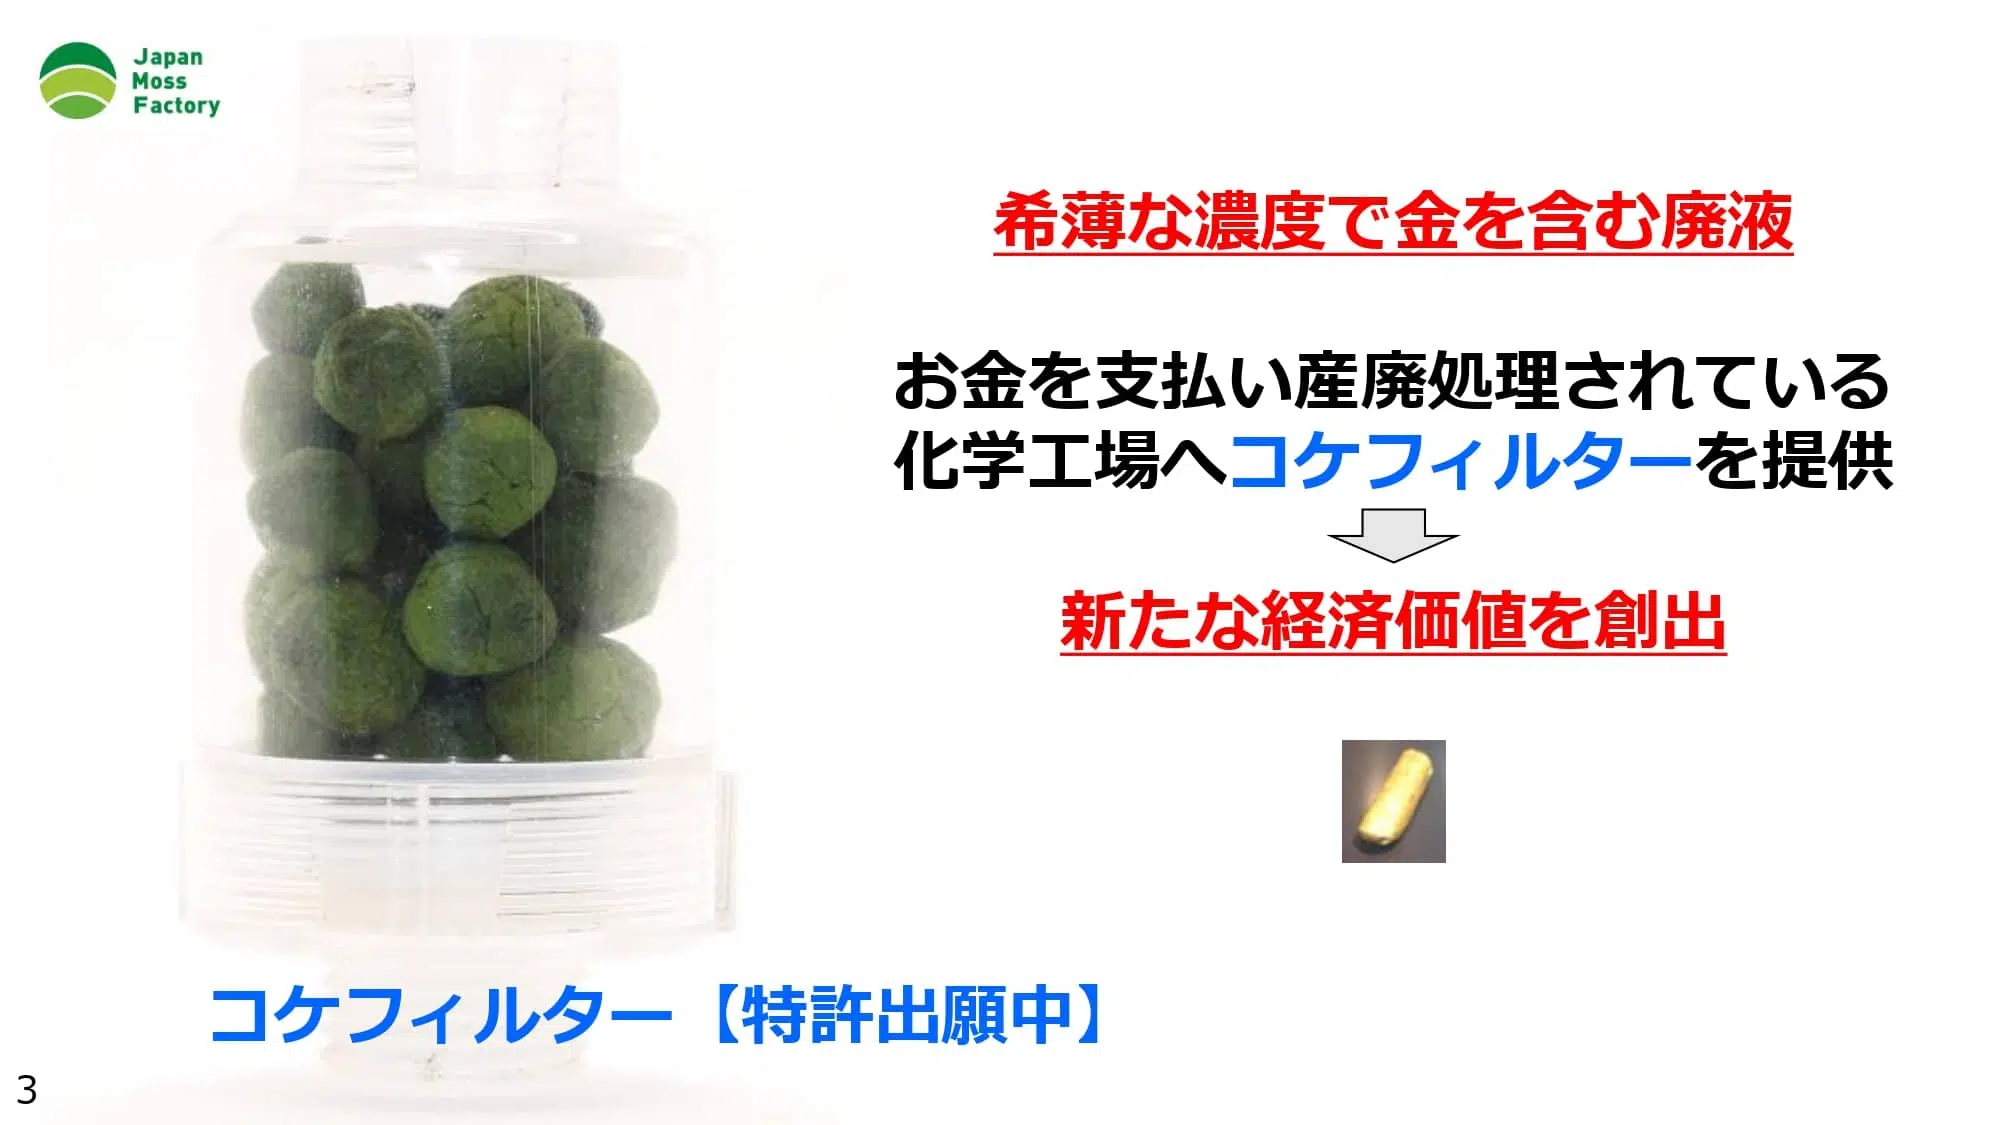 Japan
Moss
Factory
希薄な濃度で金を含む廃液
お金を支払い産廃処理されている
化学工場へコケフィルターを提供
新たな経済価値を創出
コケフィルター【特許出願中】
3